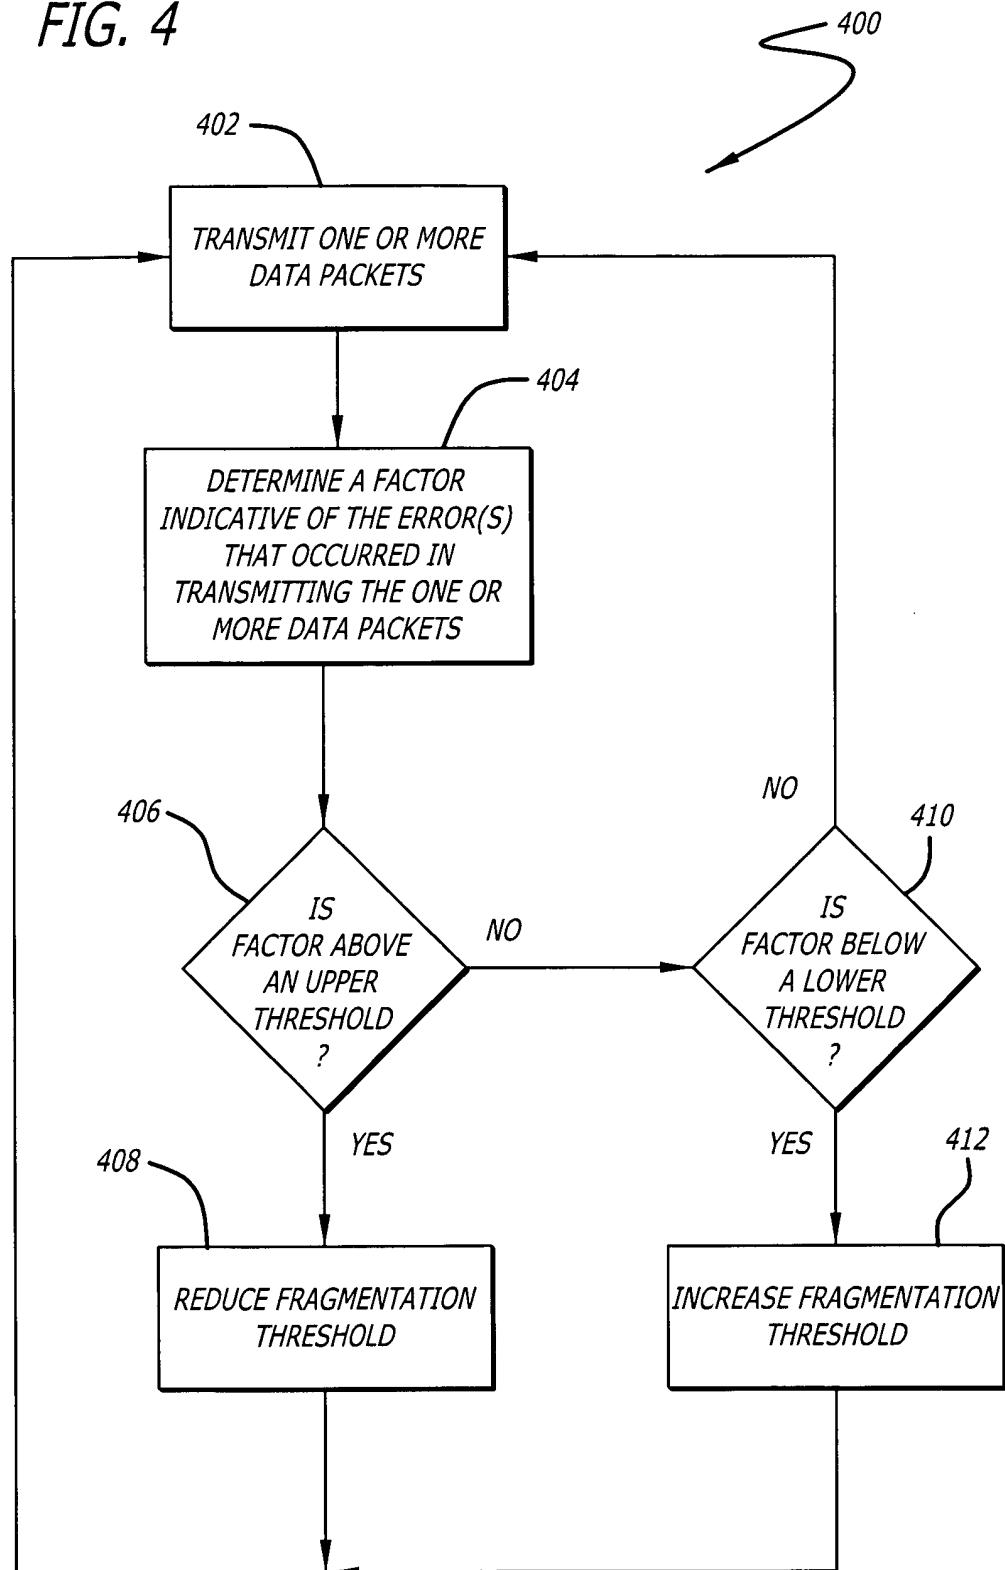 FIG. 4
400
402
TRANSMIT ONE OR MORE
DATA PACKETS
404
DETERMINE A FACTOR
INDICATIVE OF THE ERROR(S)
THAT OCCURRED IN
TRANSMITTING THE ONE OR
MORE DATA PACKETS
406
IS
FACTOR ABOVE
AN UPPER
THRESHOLD
?
NO
NO
410
IS
FACTOR BELOW
A LOWER
THRESHOLD
?
YES
YES
408
REDUCE FRAGMENTATION
THRESHOLD
412
INCREASE FRAGMENTATION
THRESHOLD